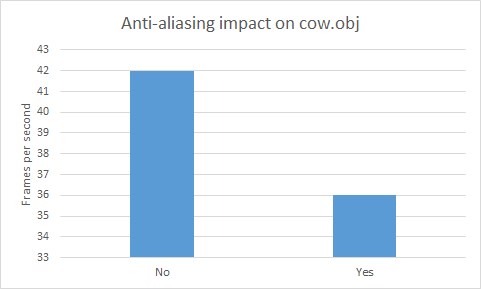 Anti-aliasing impact on cow.obj
Frames per second
43
42
41
40
39
38
37
36
35
34
33
No
Yes